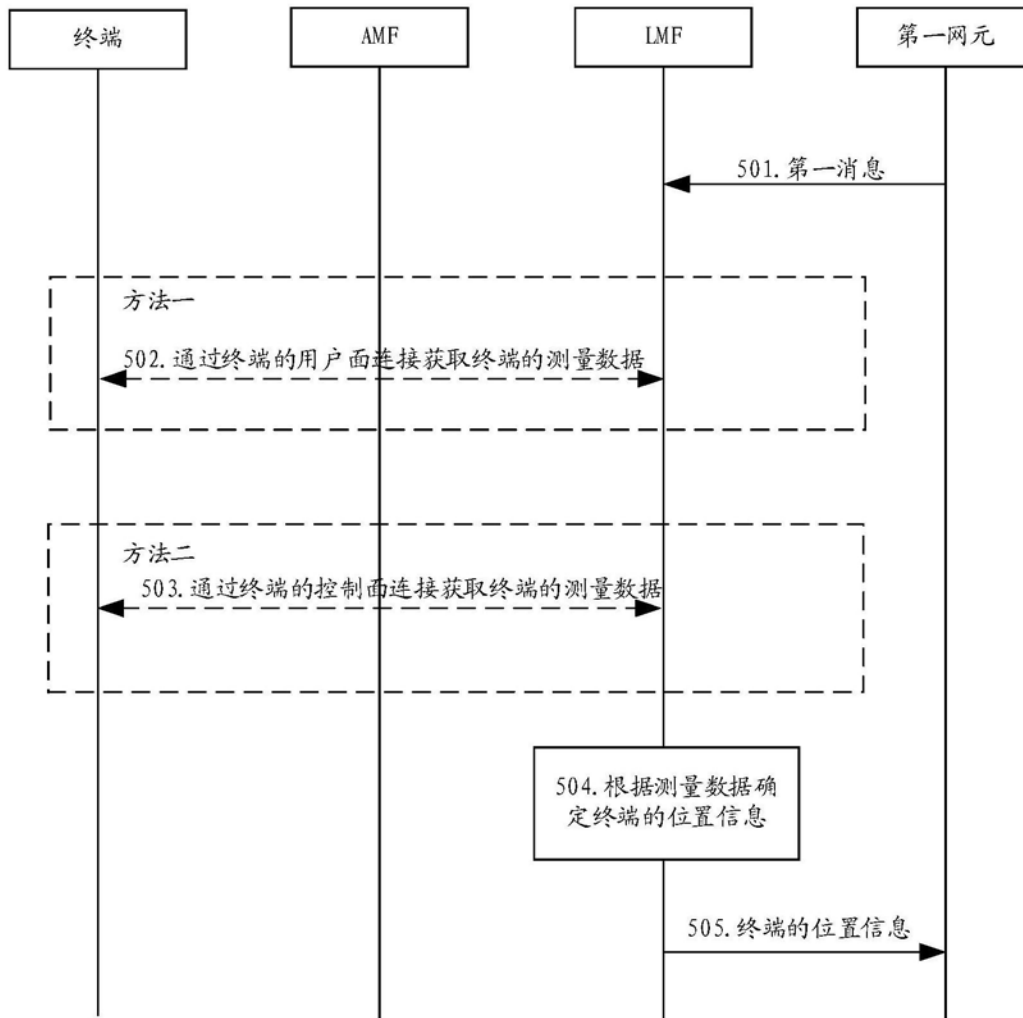 终端
AMF
LMF
第一网元
501.第一消息
方法一
502.通过终端的用户面连接获取终端的测量数据
方法二
503.通过终端的控制面连接获取终端的测量数据
504.根据测量数据确
定终端的位置信息
505.终端的位置信息